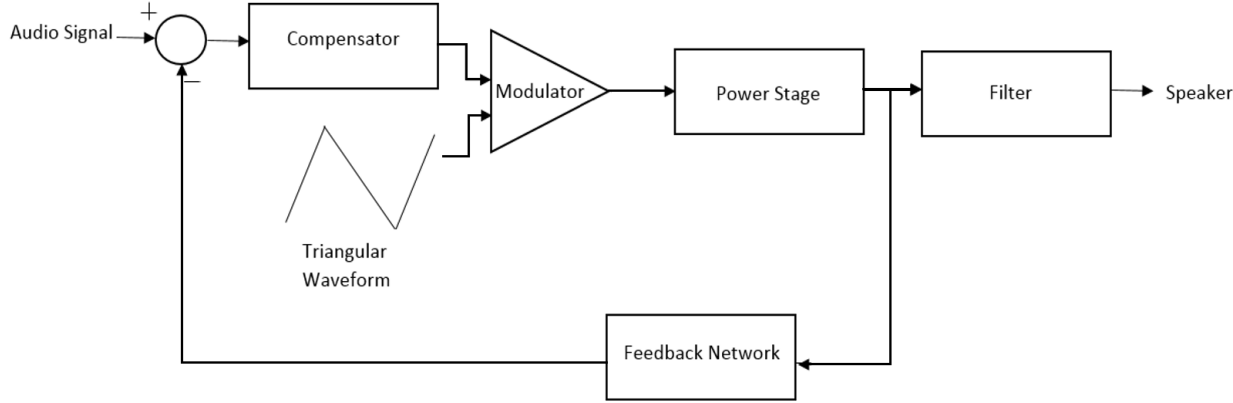 +
Audio Signal
−
Compensator
Modulator
Power Stage
Filter
Speaker
Triangular
Waveform
Feedback Network